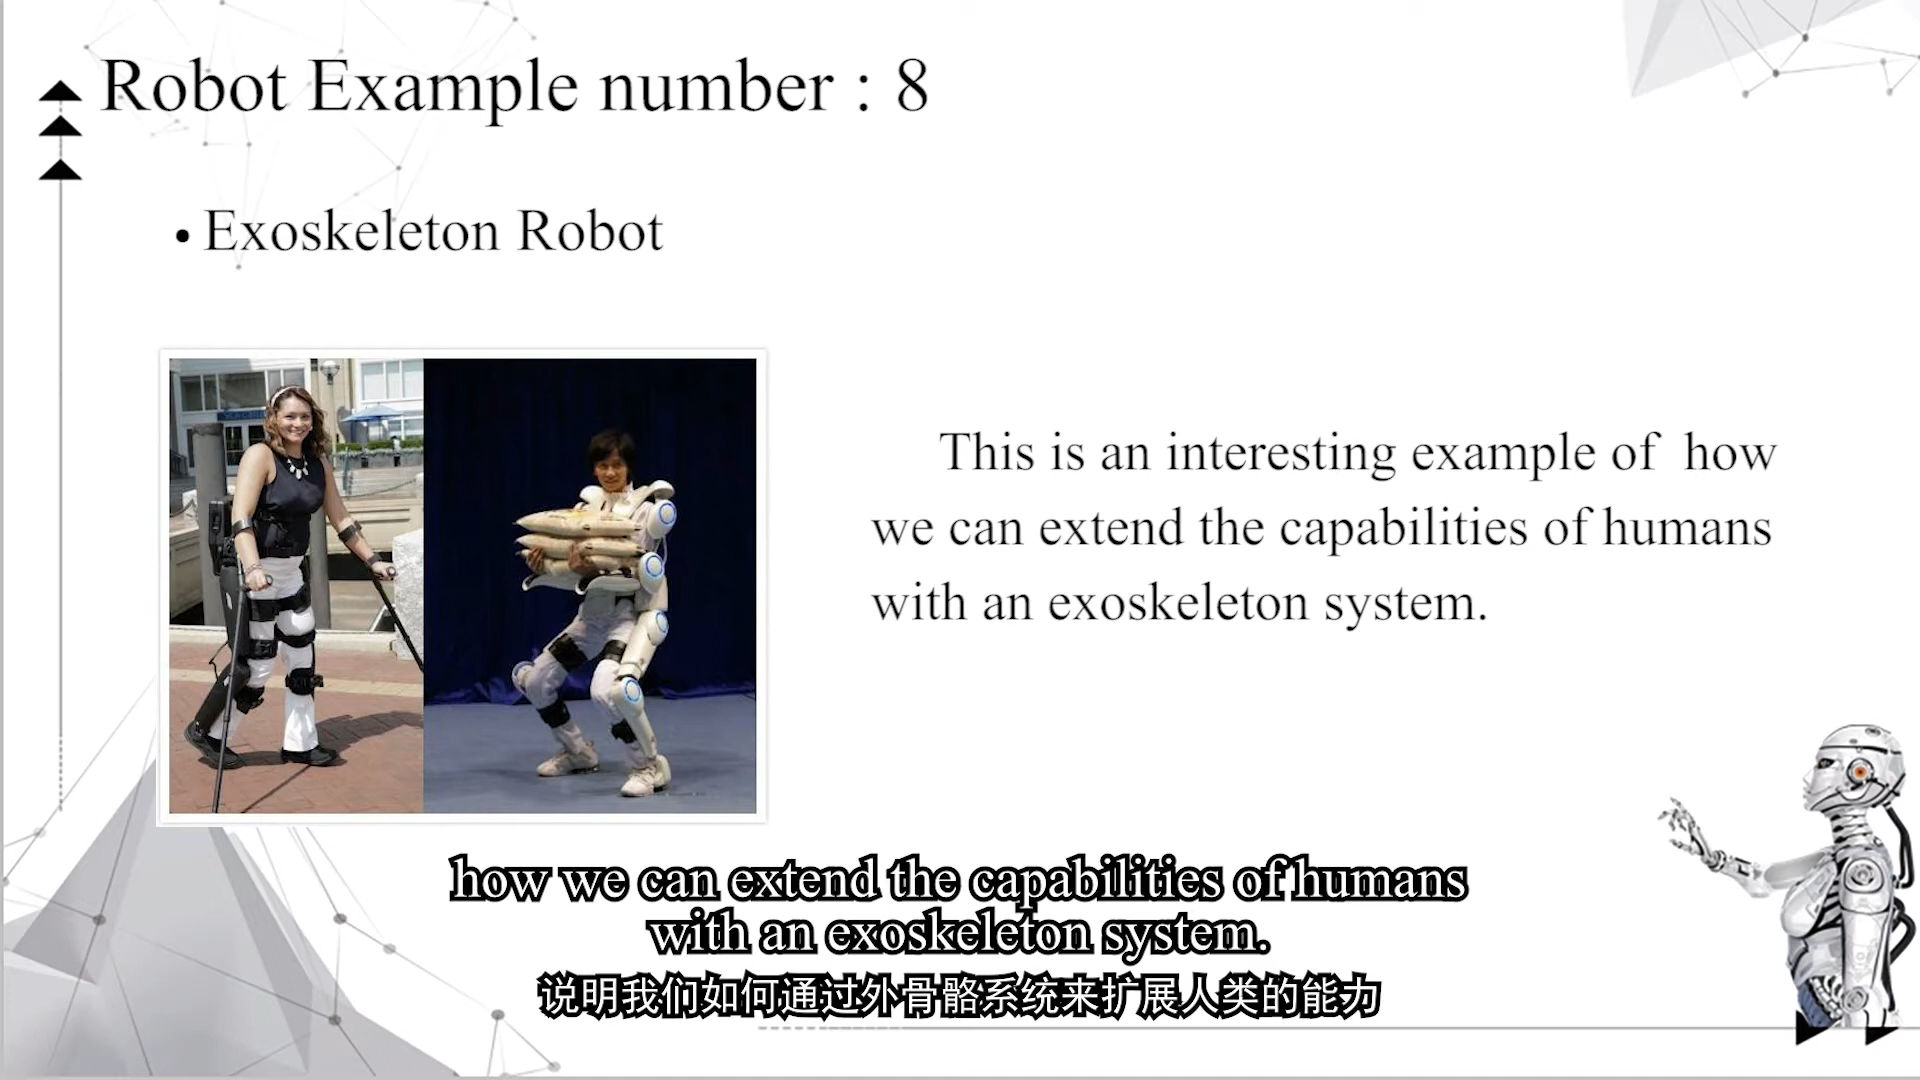 Robot Example number : 8
• Exoskeleton Robot
This is an interesting example of how
we can extend the capabilities of humans
with an exoskeleton system.
how we can extend the capabilities of humans
with an exoskeleton system.
说明我们如何通过外骨骼系统来扩展人类的能力